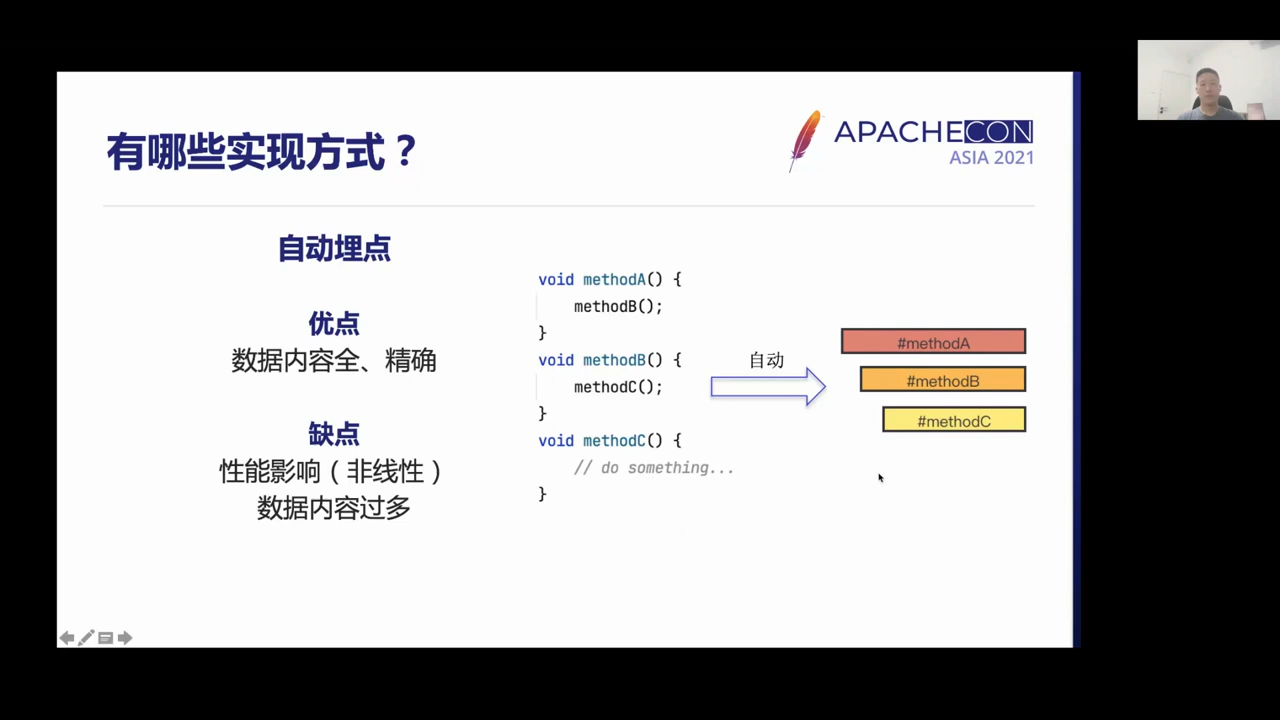 有哪些实现方式？
APACHECON
ASIA 2021
自动埋点
优点
数据内容全、精确
缺点
性能影响（非线性）
数据内容过多
void methodA() {
methodB();
}
void methodB() {
methodC();
}
void methodC() {
// do something...
}
自动
#methodA
#methodB
#methodC